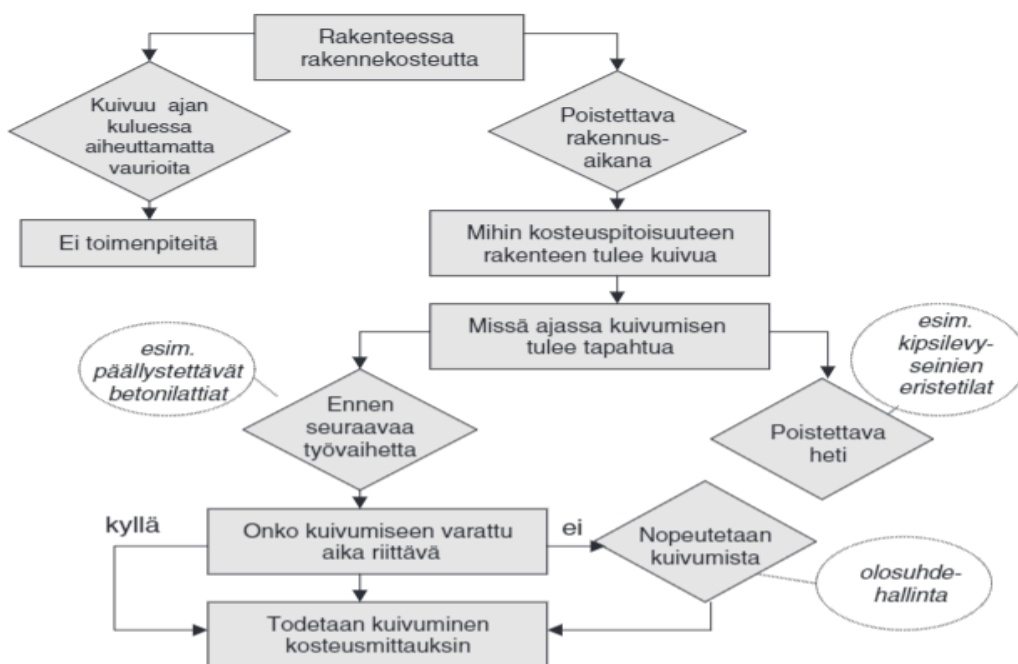 Rakenteessa
rakennekosteutta
Kuivuu ajan
kuluessa
aiheuttamatta
vaurioita
Poistettava
rakennus-
aikana
Ei toimenpiteitä
Mihin kosteuspitoisuuteen
rakenteen tulee kuivua
Missä ajassa kuivumisen
tulee tapahtua
esim.
päällystettävät
betonilattiat
esim.
kipsilevy-
seinien
eristetilat
Ennen
seuraavaa
työvaihetta
Poistettava
heti
kyllä
Onko kuivumiseen varattu
aika riittävä
ei
Nopeutetaan
kuivumista
olosuhde-
hallinta
Todetaan kuivuminen
kosteusmittauksin